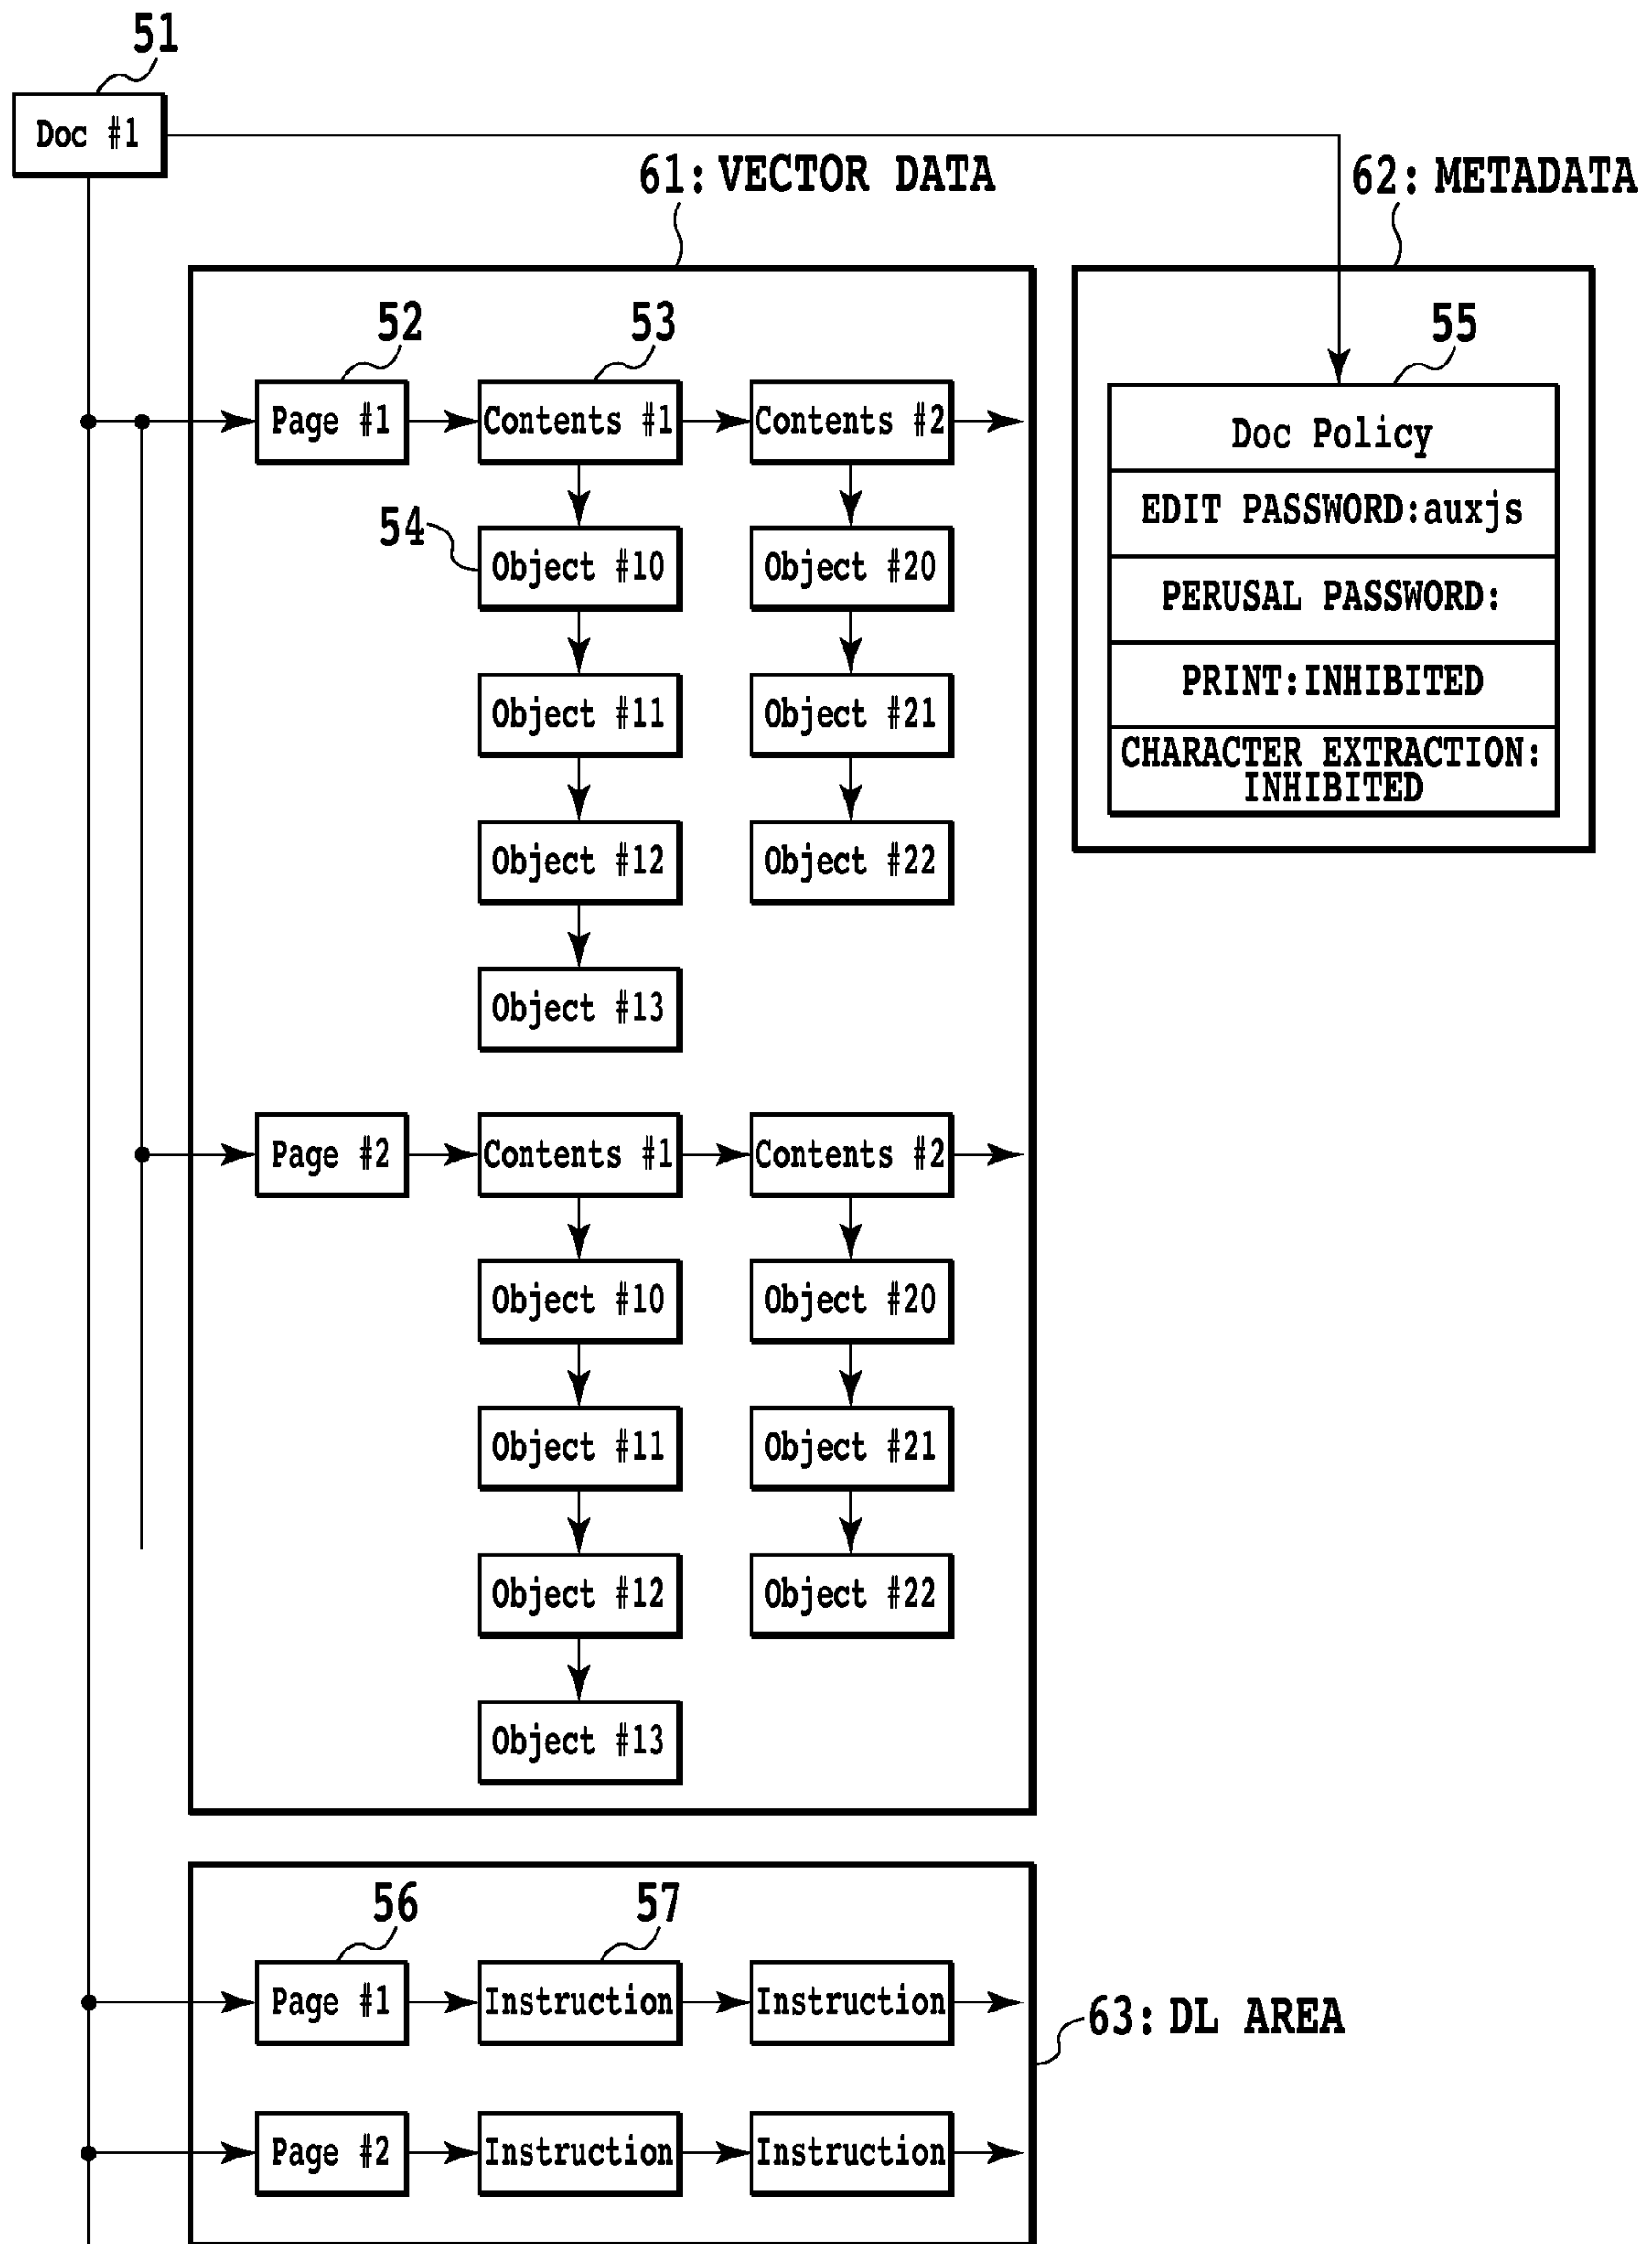 51
Doc #1
61: VECTOR DATA
62: METADATA
52
53
55
Page #1
Contents #1
Contents #2
Doc Policy
EDIT PASSWORD:auxjs
PERUSAL PASSWORD:
PRINT:INHIBITED
CHARACTER EXTRACTION:
INHIBITED
54
Object #10
Object #20
Object #11
Object #21
Object #12
Object #22
Object #13
Page #2
Contents #1
Contents #2
Object #10
Object #20
Object #11
Object #21
Object #12
Object #22
Object #13
56
57
Page #1
Instruction
Instruction
63: DL AREA
Page #2
Instruction
Instruction